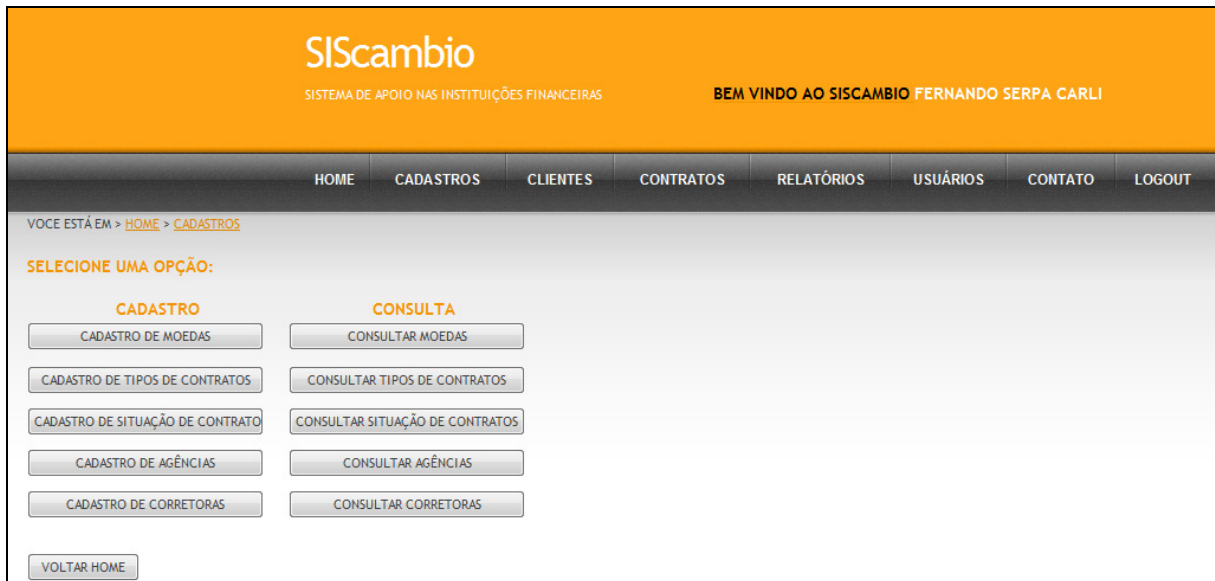 SIScambio
SISTEMA DE APOIO NAS INSTITUIÇÕES FINANCEIRAS
BEM VINDO AO SISCAMBIO FERNANDO SERPA CARLI
HOME CADASTROS CLIENTES CONTRATOS RELATÓRIOS USUÁRIOS CONTATO LOGOUT
VOCE ESTÁ EM > HOME > CADASTROS
SELECIONE UMA OPÇÃO:
CADASTRO CONSULTA
CADASTRO DE MOEDAS CONSULTAR MOEDAS
CADASTRO DE TIPOS DE CONTRATOS CONSULTAR TIPOS DE CONTRATOS
CADASTRO DE SITUAÇÃO DE CONTRATO CONSULTAR SITUAÇÃO DE CONTRATOS
CADASTRO DE AGÊNCIAS CONSULTAR AGÊNCIAS
CADASTRO DE CORRETORAS CONSULTAR CORRETORAS
VOLTAR HOME